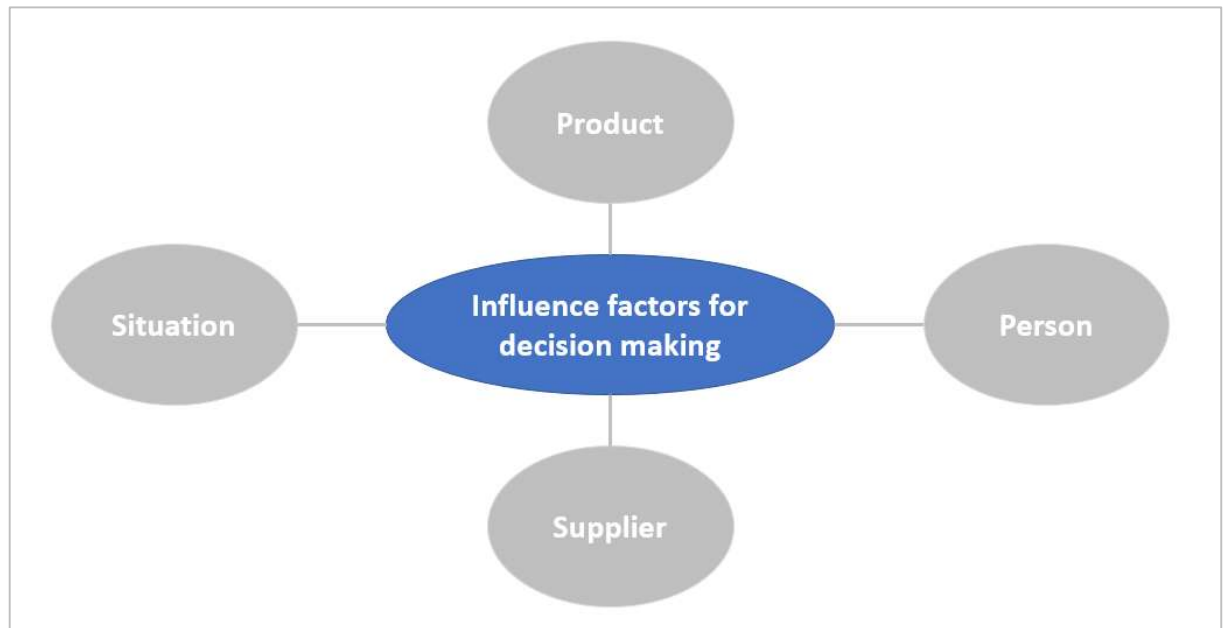 Product
Situation
Influence factors for
decision making
Person
Supplier